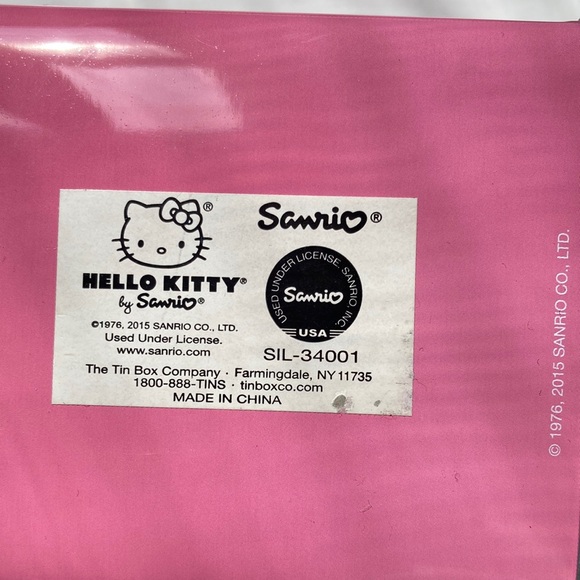 Sanrio®
®
HELLO KITTY®
by Sanrio®
USED UNDER LICENSE. SANRIO, INC.
Sanrio
USA
©1976, 2015 SANRIO CO., LTD.
Used Under License.
www.sanrio.com
SIL-34001
The Tin Box Company · Farmingdale, NY 11735
1800-888-TINS · tinboxco.com
MADE IN CHINA
© 1976, 2015 SANRIO CO., LTD.